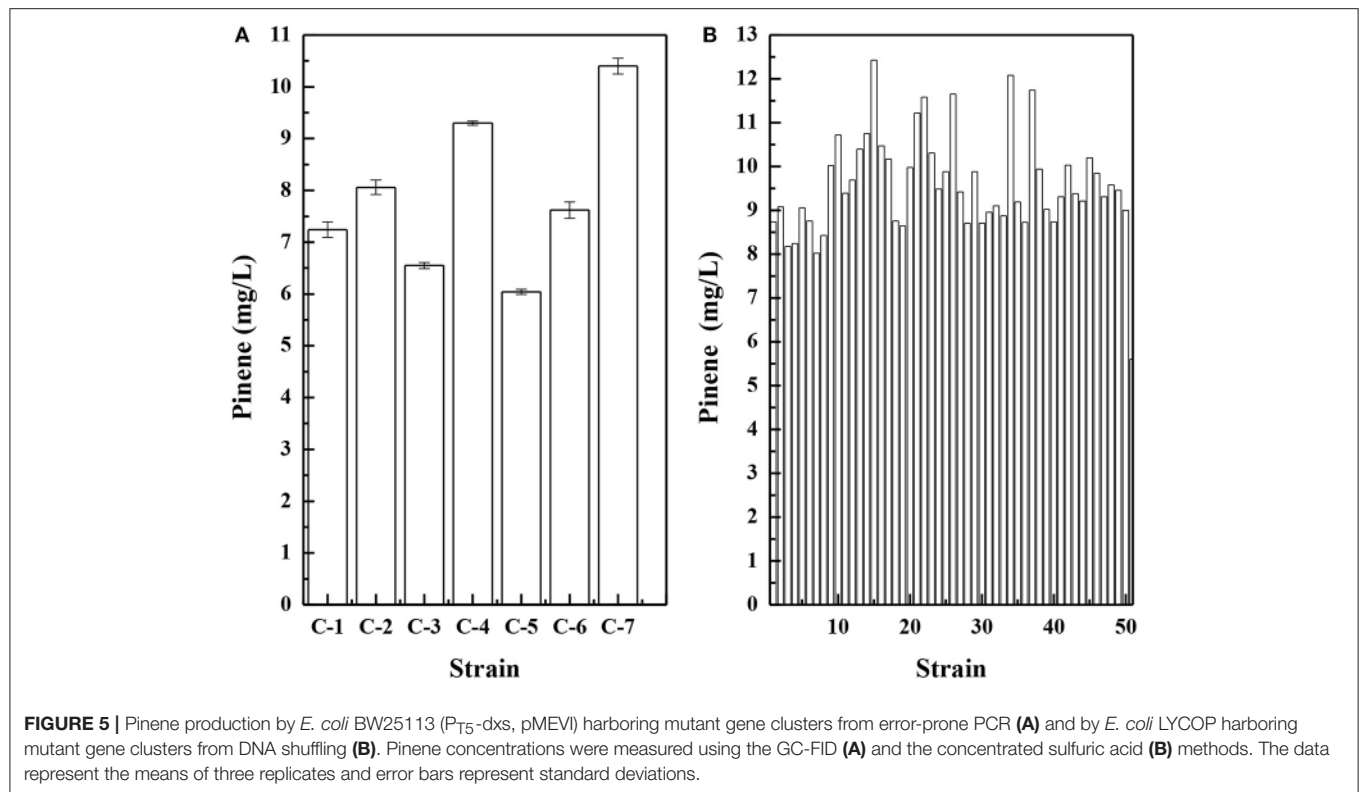 A
Pinene (mg/L)
11
10
9
8
7
6
5
4
3
2
1
0
C-1 C-2 C-3 C-4 C-5 C-6 C-7
Strain
B
Pinene (mg/L)
13
12
11
10
9
8
7
6
5
4
3
2
1
0
10 20 30 40 50
Strain
FIGURE 5 | Pinene production by E. coli BW25113 (PT5-dxs, pMEVI) harboring mutant gene clusters from error-prone PCR (A) and by E. coli LYCOP harboring
mutant gene clusters from DNA shuffling (B). Pinene concentrations were measured using the GC-FID (A) and the concentrated sulfuric acid (B) methods. The data
represent the means of three replicates and error bars represent standard deviations.